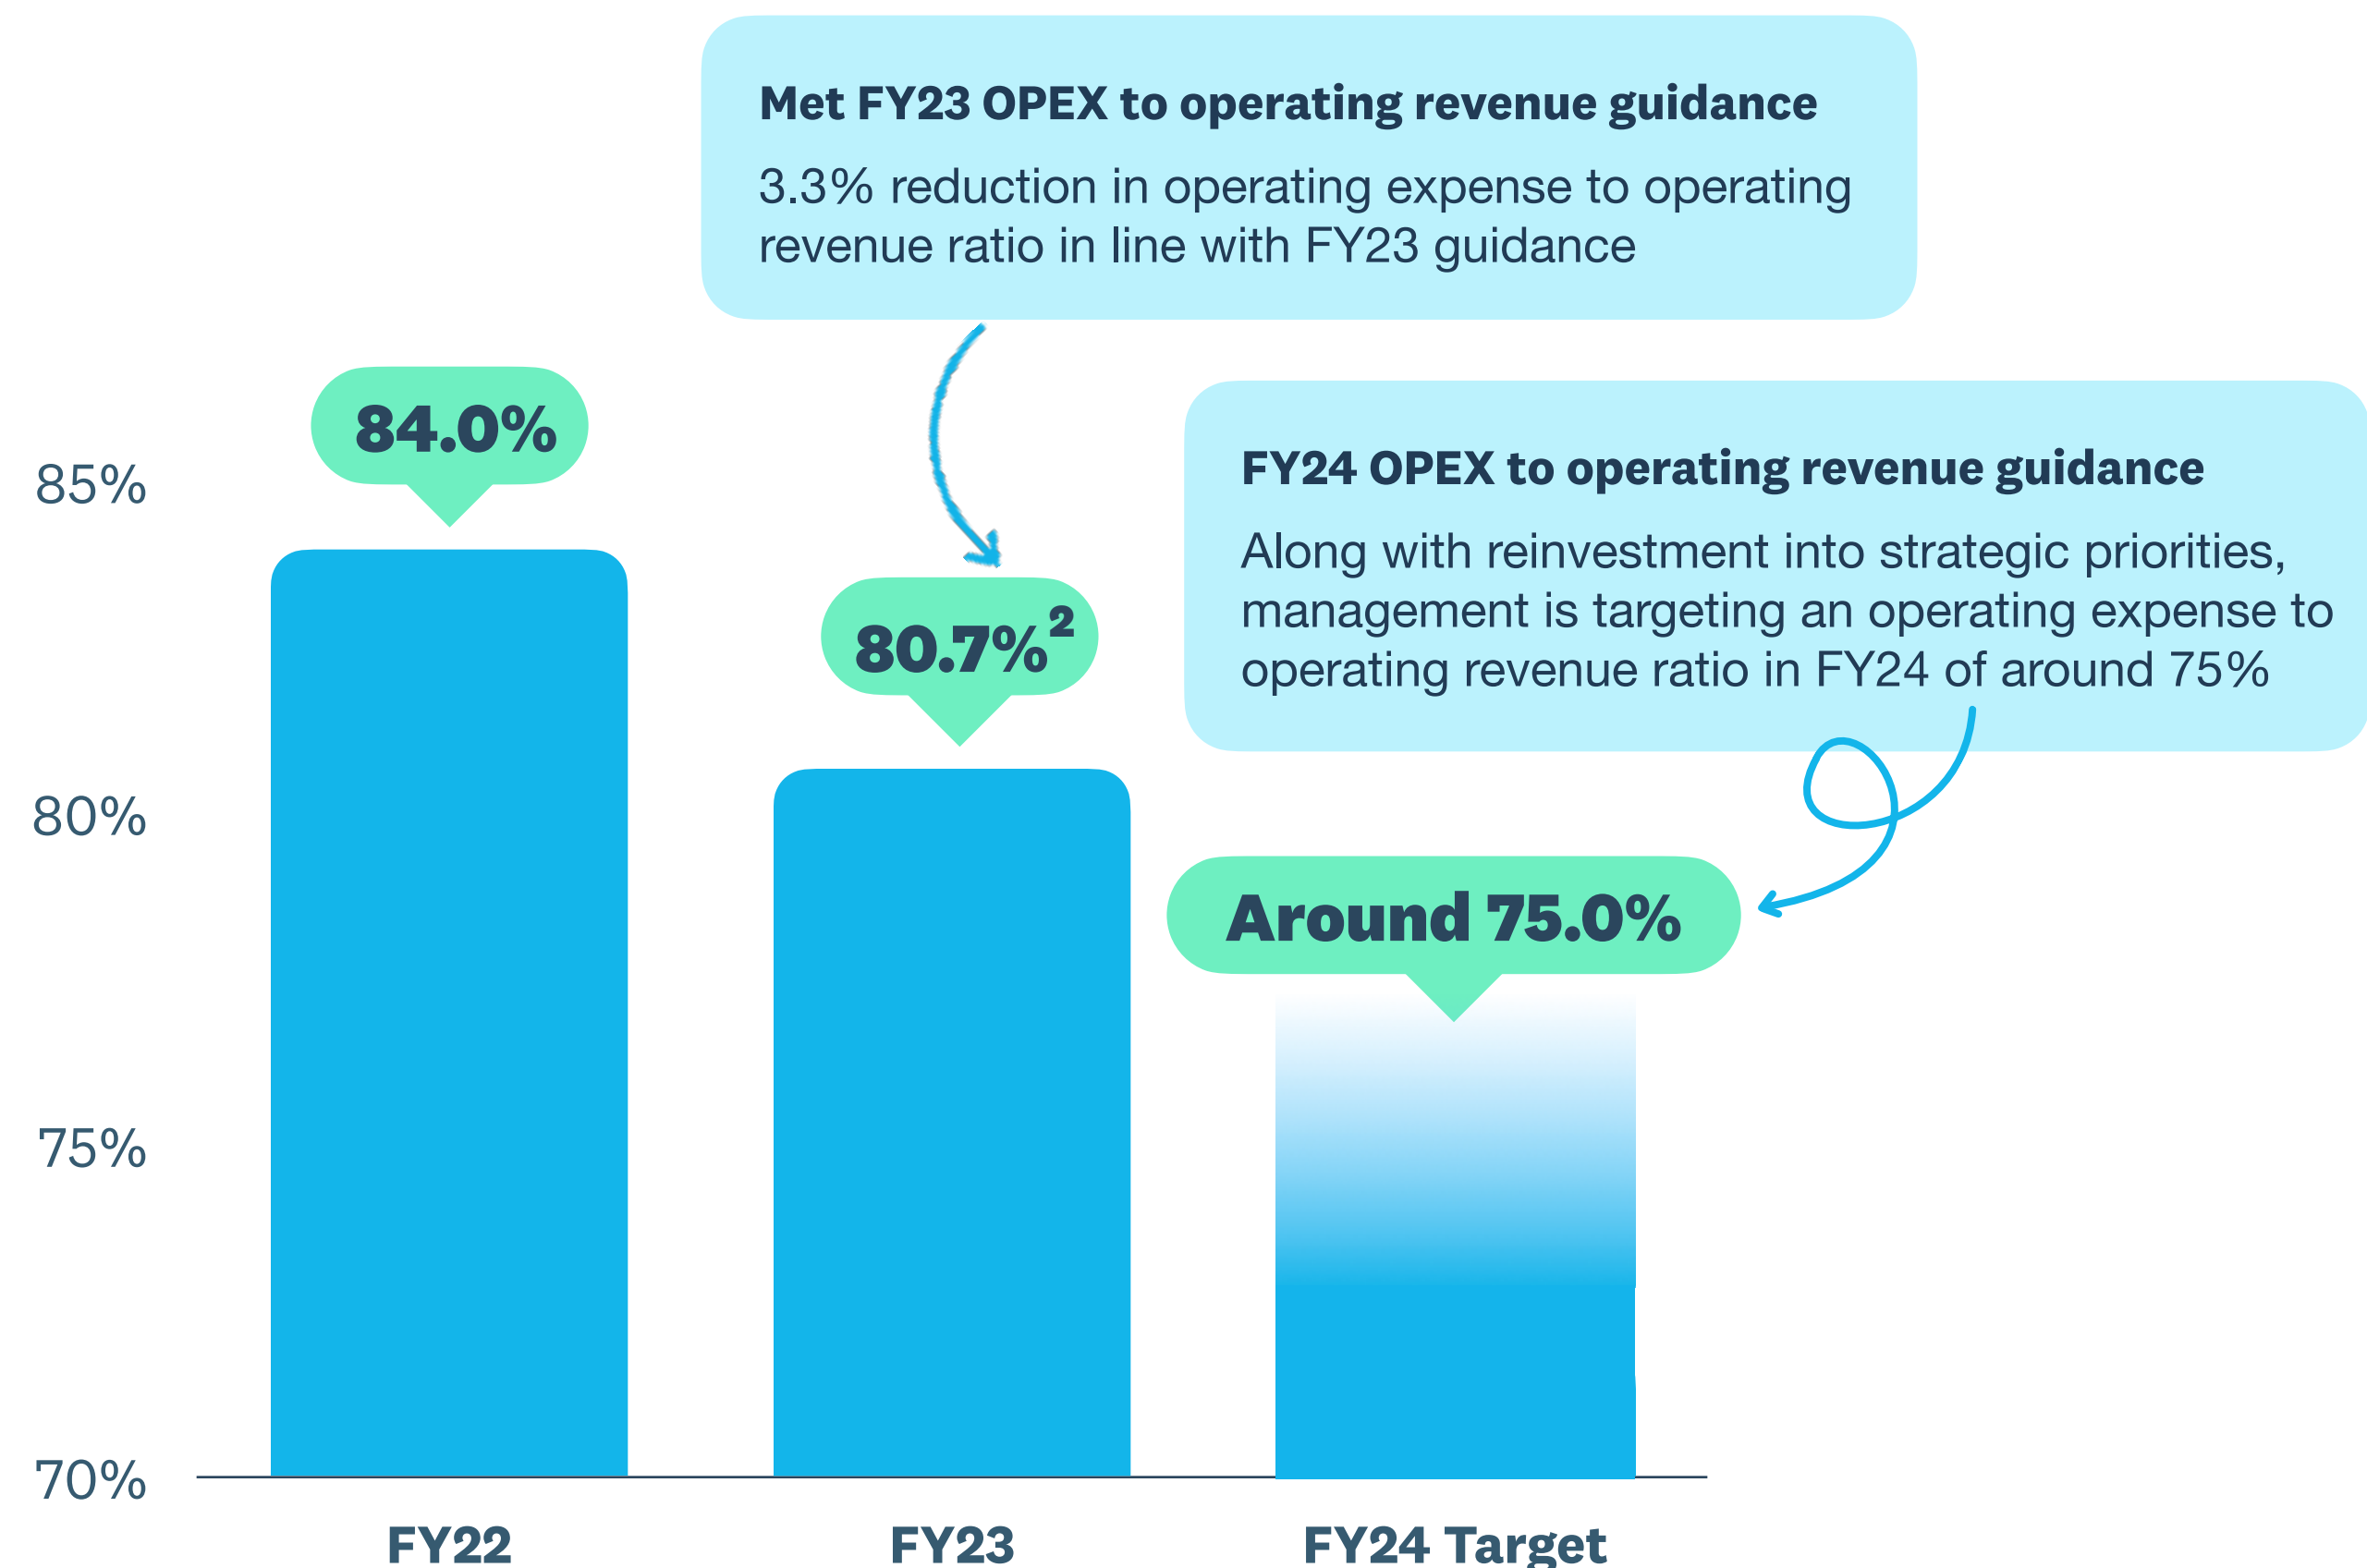 Met FY23 OPEX to operating revenue guidance
3.3% reduction in operating expense to operating
revenue ratio in line with FY23 guidance
84.0%
85%
FY24 OPEX to operating revenue guidance
Along with reinvestment into strategic priorities,
management is targeting an operating expense to
operating revenue ratio in FY24 of around 75%
80.7%²
80%
Around 75.0%
75%
70%
FY22
FY23
FY24 Target